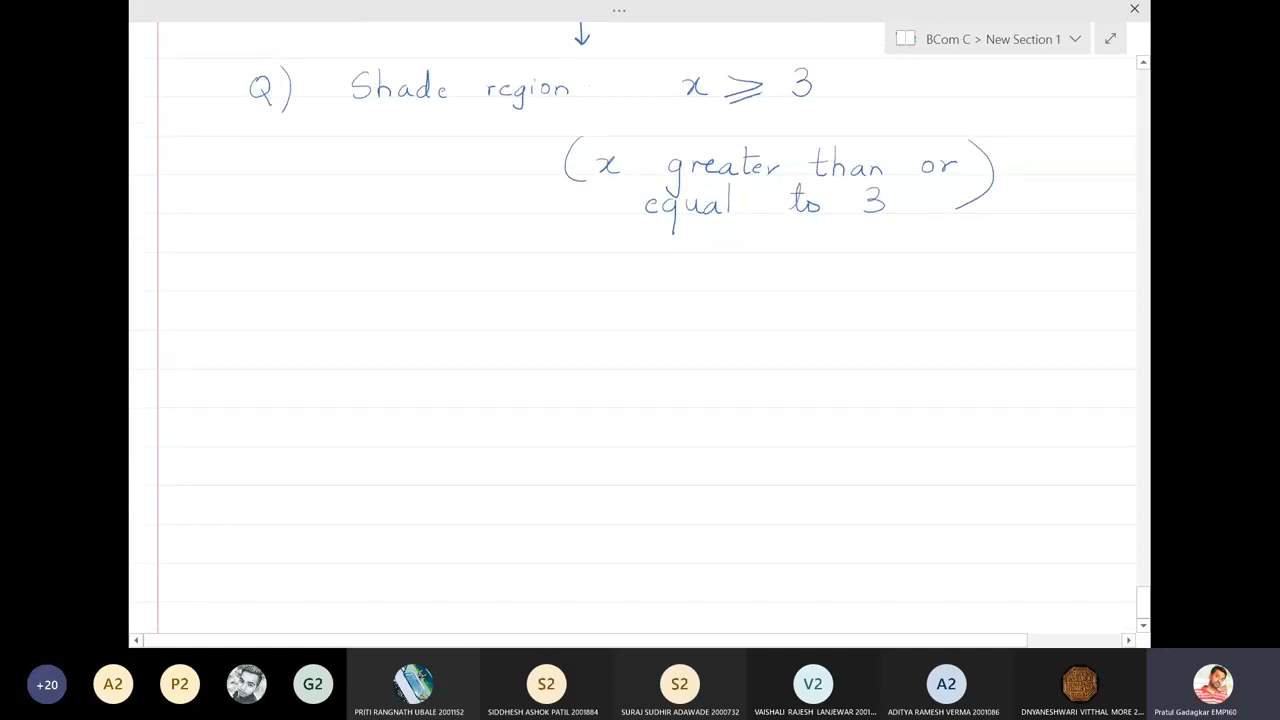 BCom C > New Section 1
Q) Shade region x ⩾ 3
(x greater than or
equal to 3)
+20
A2
P2
G2
S2
S2
V2
A2
PRITI RANGNATH UBALE 2001152
SIDDHESH ASHOK PATIL 2001884
SURAJ SUDHIR ADAWADE 2000732
VAISHALI RAJESH LANJEWAR 2001...
ADITYA RAMESH VERMA 2001086
DNYANESHWARI VITTHAL MORE 2...
Pratul Gadagkar EMP160